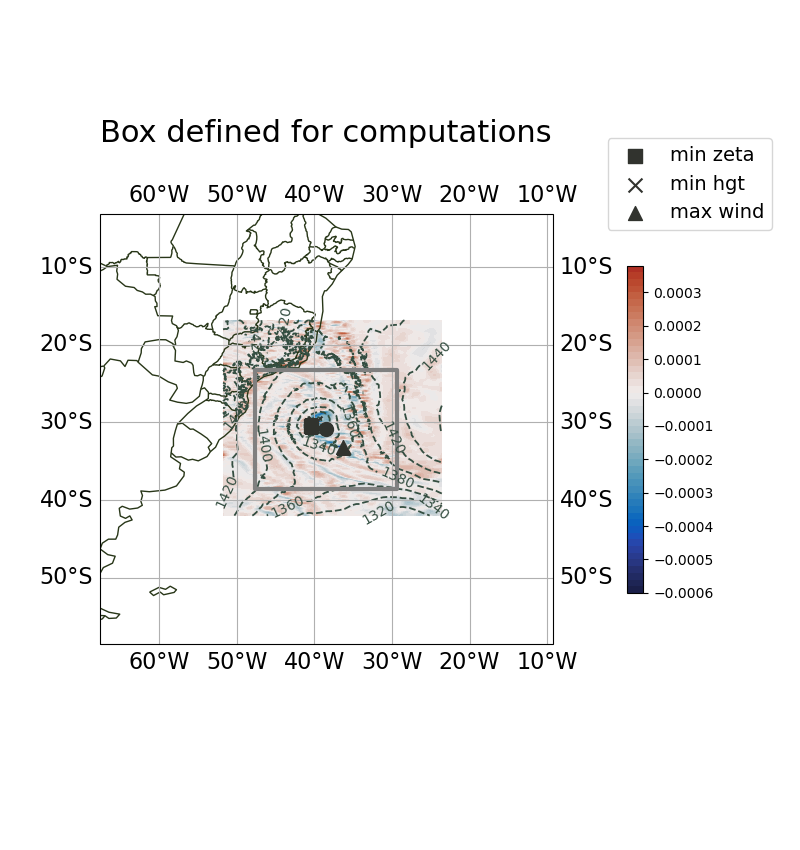 Box defined for computations
min zeta
min hgt
max wind
60°W 50°W 40°W 30°W 20°W 10°W
10°S 10°S
20°S 20°S
30°S 30°S
40°S 40°S
50°S 50°S
60°W 50°W 40°W 30°W 20°W 10°W
0.0003
0.0002
0.0001
0.0000
−0.0001
−0.0002
−0.0003
−0.0004
−0.0005
−0.0006
1440
1360
1420
1400
1340
1380
1420
1360
1320
1340